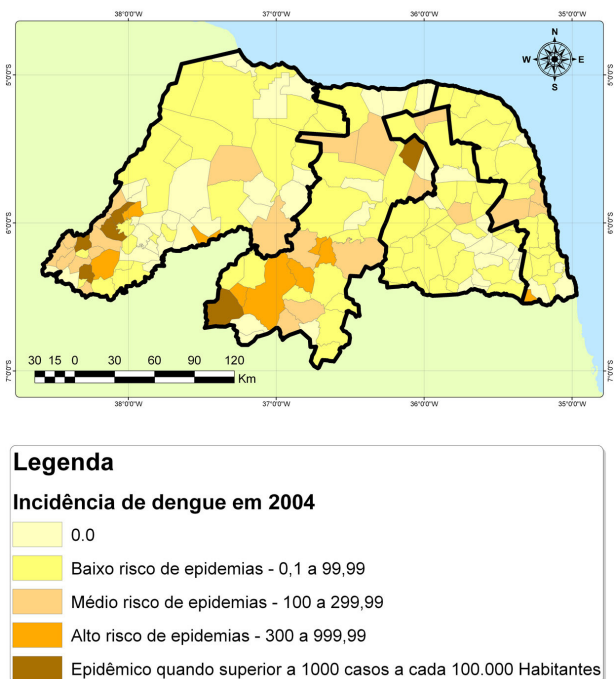 38°0'0"W 37°0'0"W 36°0'0"W 35°0'0"W
N
W E
S
5°0'0"S 5°0'0"S
6°0'0"S 6°0'0"S
7°0'0"S 7°0'0"S
30 15 0 30 60 90 120
Km
38°0'0"W 37°0'0"W 36°0'0"W 35°0'0"W
Legenda
Incidência de dengue em 2004
0.0
Baixo risco de epidemias - 0,1 a 99,99
Médio risco de epidemias - 100 a 299,99
Alto risco de epidemias - 300 a 999,99
Epidêmico quando superior a 1000 casos a cada 100.000 Habitantes